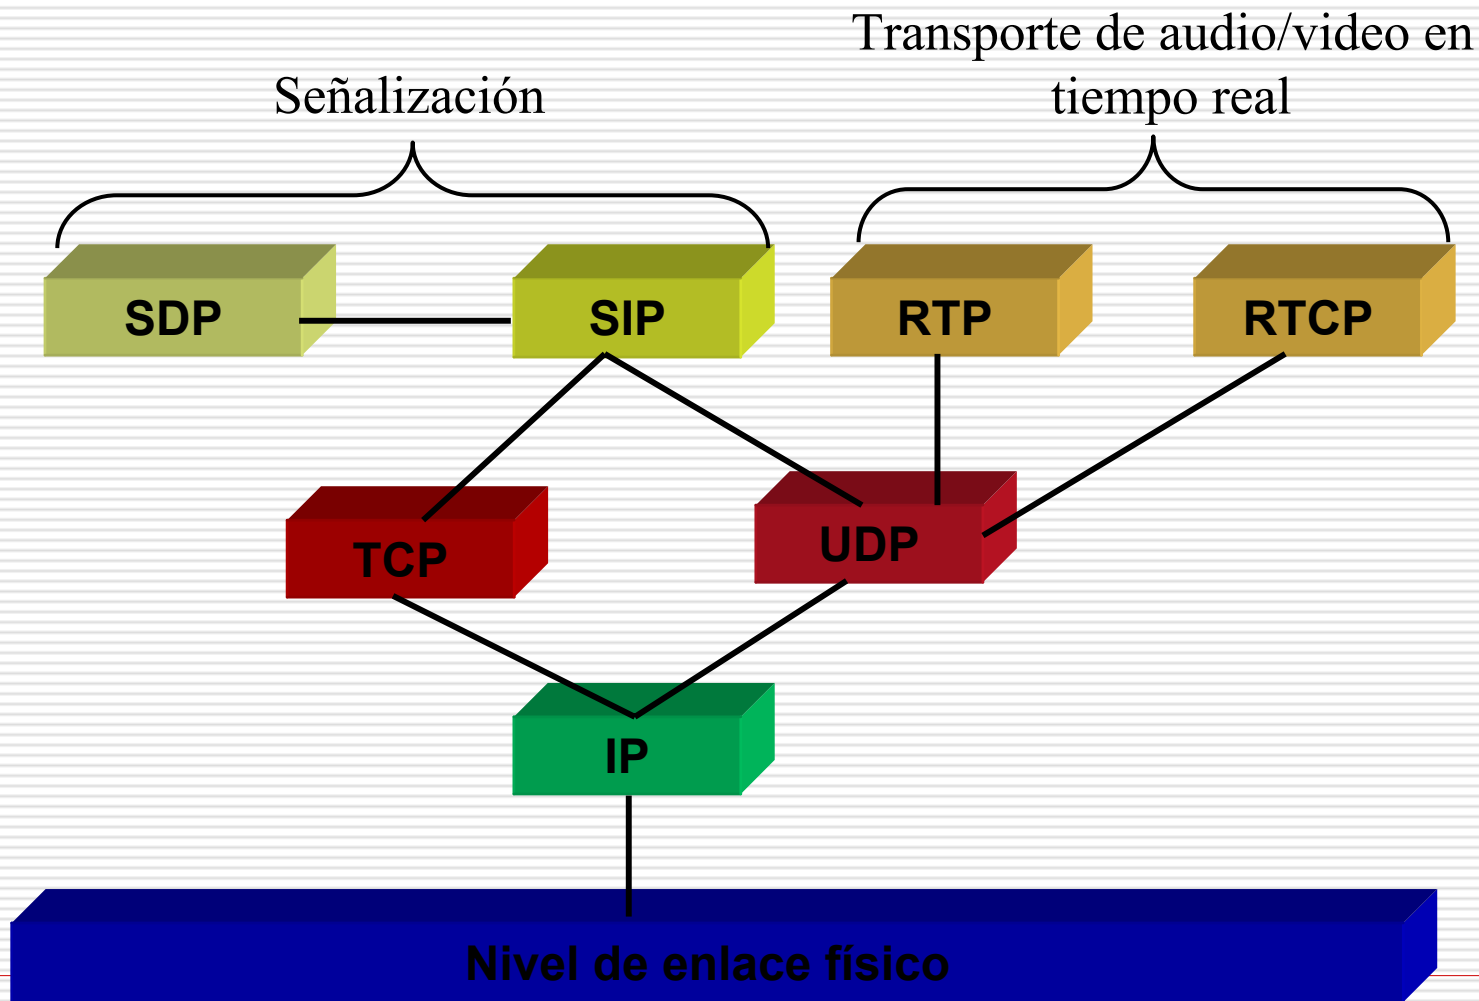 Transporte de audio/video en
tiempo real
Señalización
SDP
SIP
RTP
RTCP
TCP
UDP
IP
Nivel de enlace físico